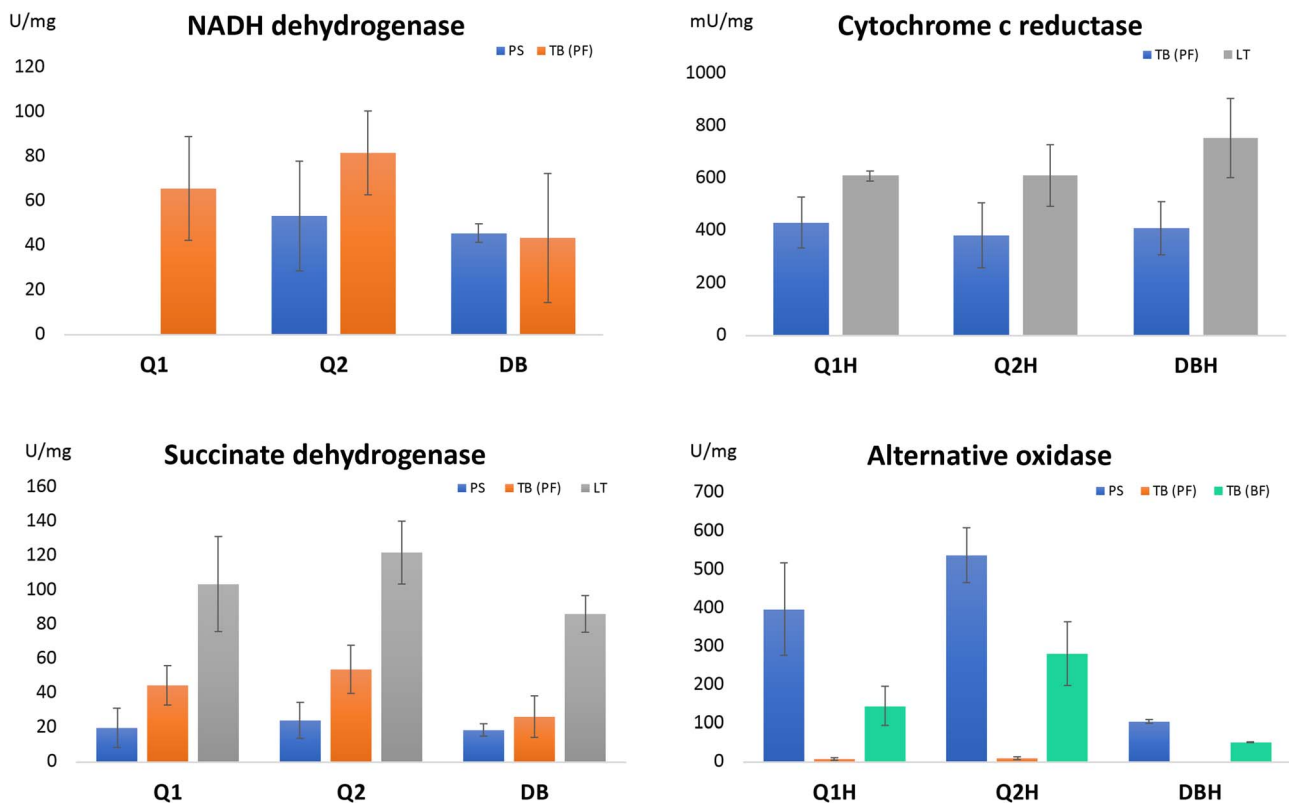 U/mg
NADH dehydrogenase
PS TB (PF)
120
100
80
60
40
20
0
Q1 Q2 DB
mU/mg
Cytochrome c reductase
TB (PF) LT
1000
800
600
400
200
0
Q1H Q2H DBH
U/mg
Succinate dehydrogenase
PS TB (PF) LT
160
140
120
100
80
60
40
20
0
Q1 Q2 DB
U/mg
Alternative oxidase
PS TB (PF) TB (BF)
700
600
500
400
300
200
100
0
Q1H Q2H DBH